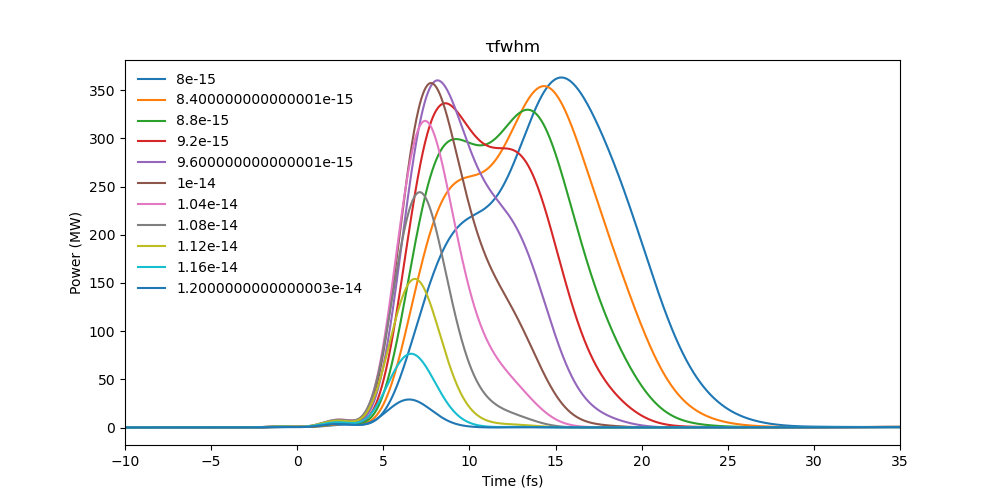 τfwhm
8e-15
8.400000000000001e-15
8.8e-15
9.2e-15
9.600000000000001e-15
1e-14
1.04e-14
1.08e-14
1.12e-14
1.16e-14
1.2000000000000003e-14
Power (MW)
350
300
250
200
150
100
50
0
−10
−5
0
5
10
15
20
25
30
35
Time (fs)